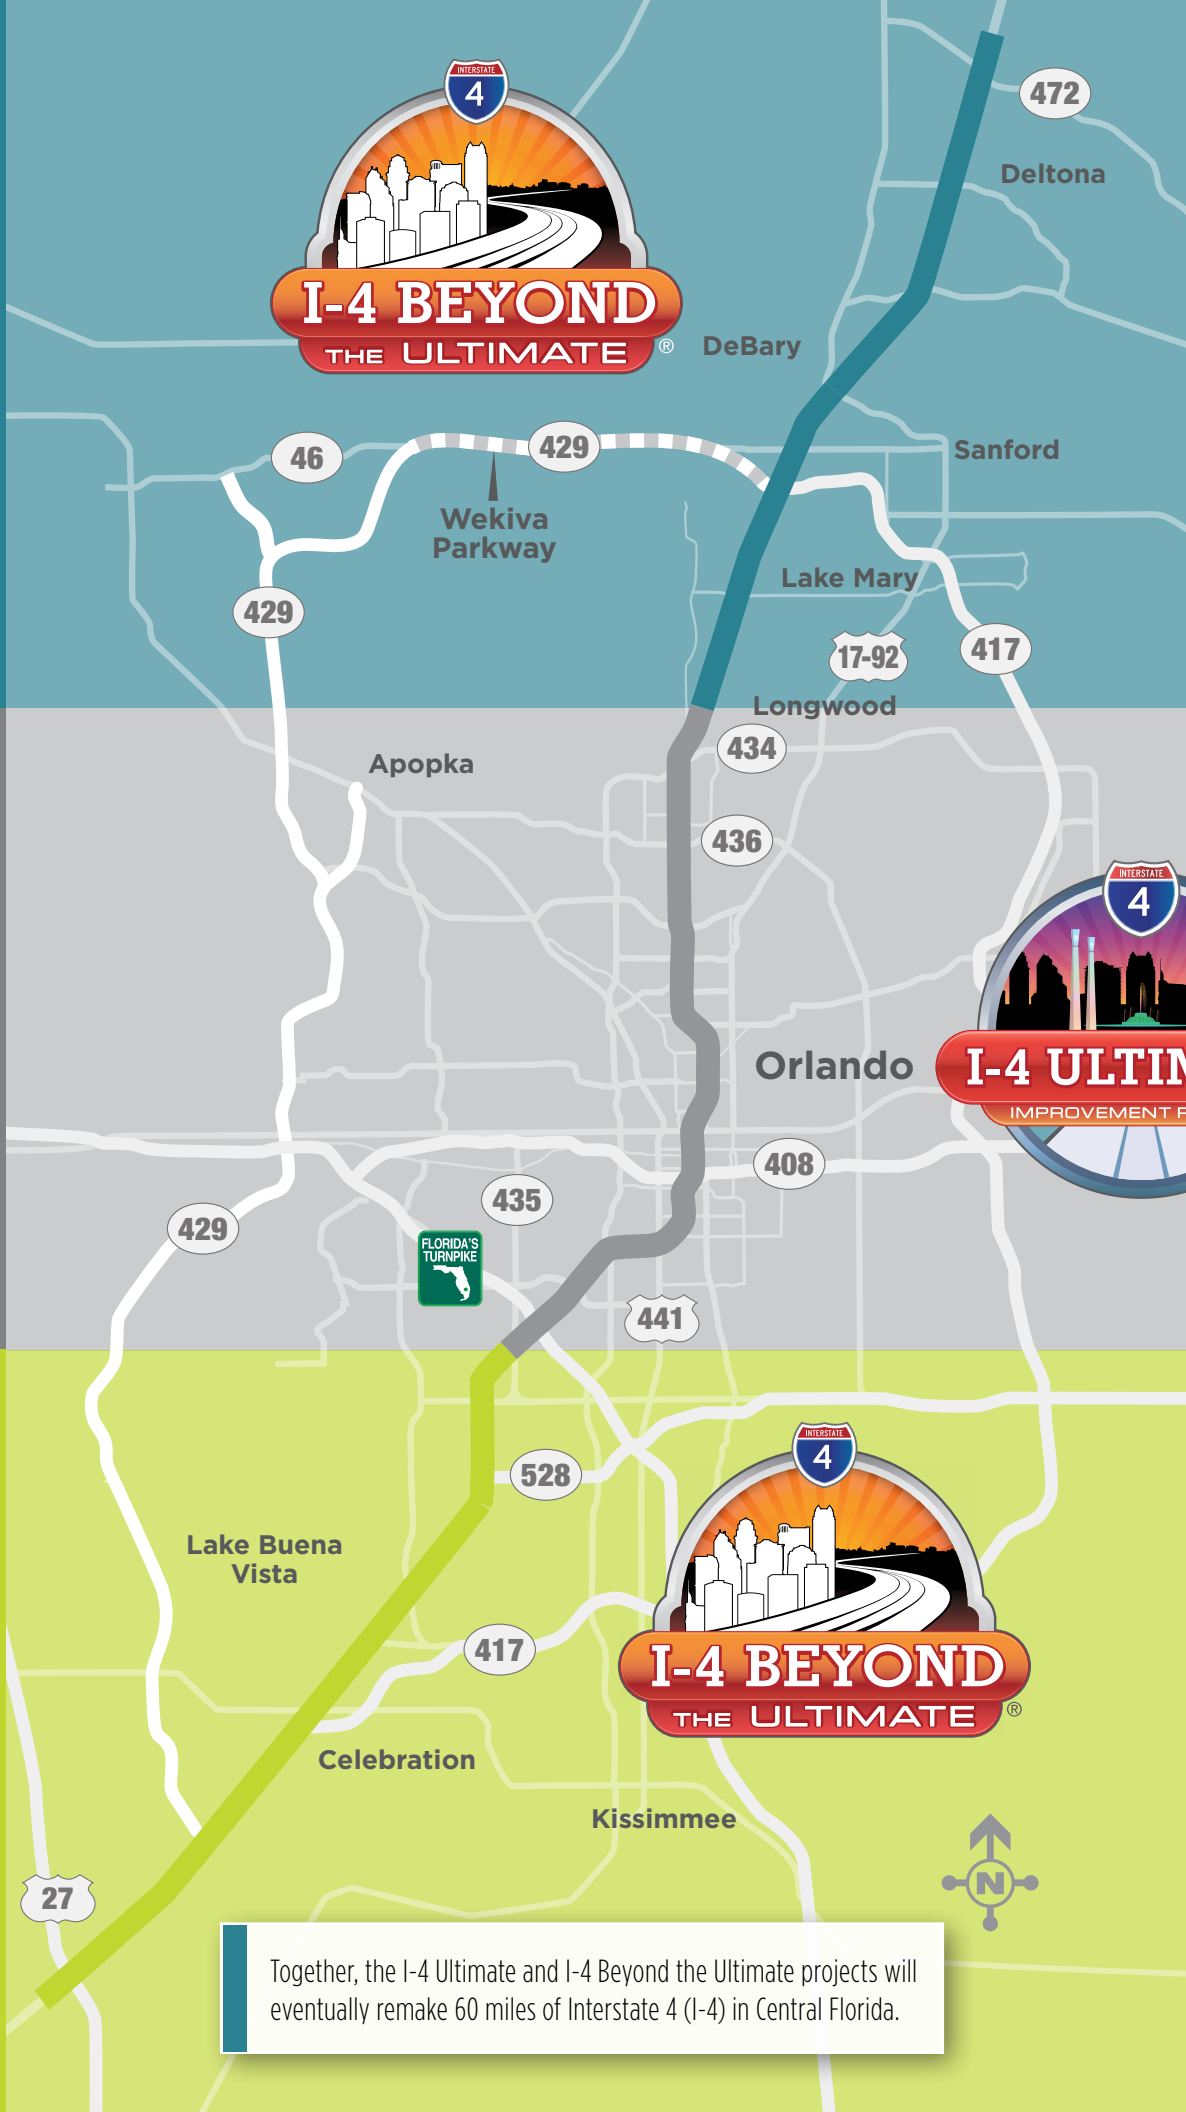 INTERSTATE
4
472
Deltona
I-4 BEYOND
THE ULTIMATE ®
DeBary
429
Sanford
46
Wekiva
Parkway
Lake Mary
429
17-92
417
Longwood
434
Apopka
436
INTERSTATE
4
Orlando
I-4 ULTIM
IMPROVEMENT P
408
435
429
FLORIDA'S
TURNPIKE
441
INTERSTATE
4
528
Lake Buena
Vista
417
I-4 BEYOND
THE ULTIMATE ®
Celebration
Kissimmee
N
27
Together, the I-4 Ultimate and I-4 Beyond the Ultimate projects will
eventually remake 60 miles of Interstate 4 (I-4) in Central Florida.